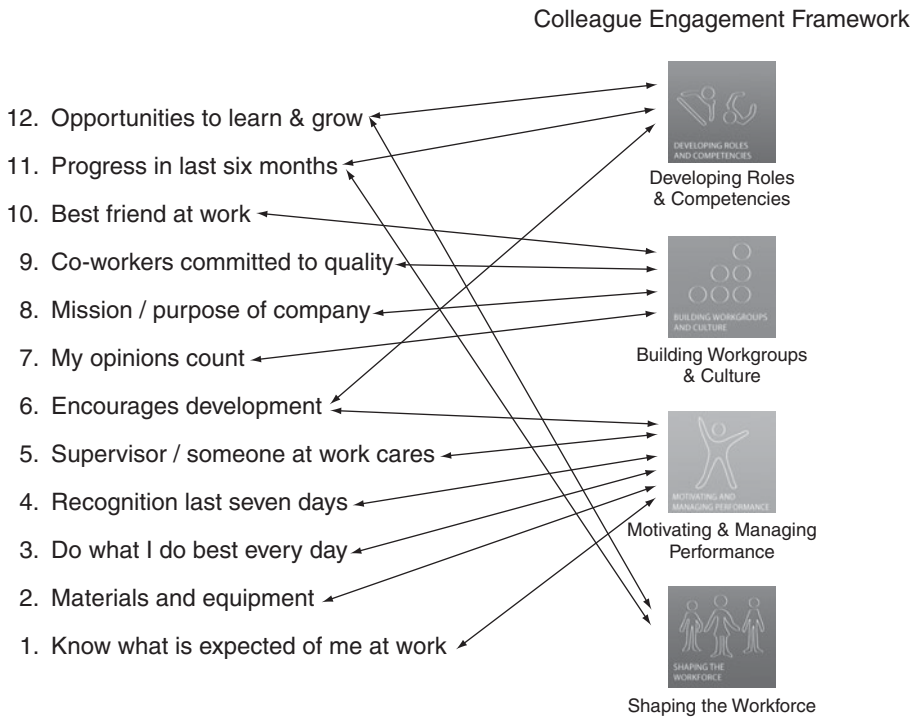 Colleague Engagement Framework
12. Opportunities to learn & grow
11. Progress in last six months
10. Best friend at work
9. Co-workers committed to quality
8. Mission / purpose of company
7. My opinions count
6. Encourages development
5. Supervisor / someone at work cares
4. Recognition last seven days
3. Do what I do best every day
2. Materials and equipment
1. Know what is expected of me at work
DEVELOPING ROLES
AND COMPETENCIES
Developing Roles
& Competencies
BUILDING WORKGROUPS
AND CULTURE
Building Workgroups
& Culture
MOTIVATING AND
MANAGING PERFORMANCE
Motivating & Managing
Performance
SHAPING THE
WORKFORCE
Shaping the Workforce